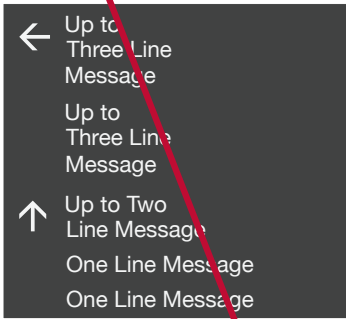 Up to
Three Line
Message
Up to
Three Line
Message
Up to Two
Line Message
One Line Message
One Line Message